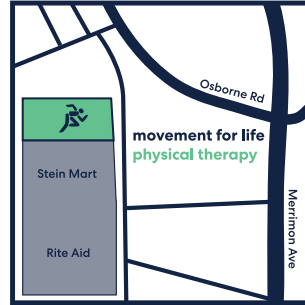 Osborne Rd
movement for life
physical therapy
Stein Mart
Merrimon Ave
Rite Aid